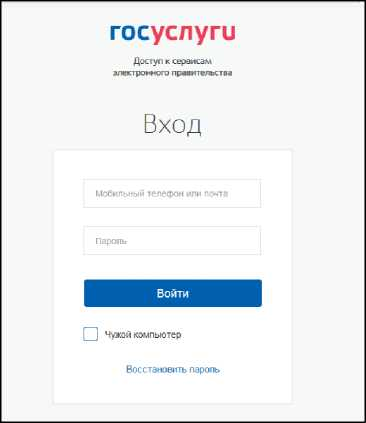 госуслуги
Доступ к сервисам
электронного правительства
Вход
Мобильный телефон или почта
Пароль
Войти
Чужой компьютер
Восстановить пароль